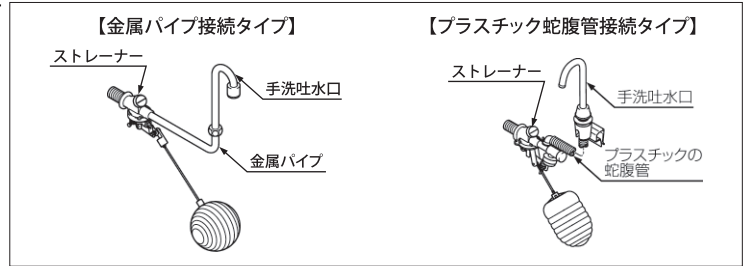 【金属パイプ接続タイプ】
ストレーナー
手洗吐水口
金属パイプ
【プラスチック蛇腹管接続タイプ】
ストレーナー
手洗吐水口
プラスチックの
蛇腹管